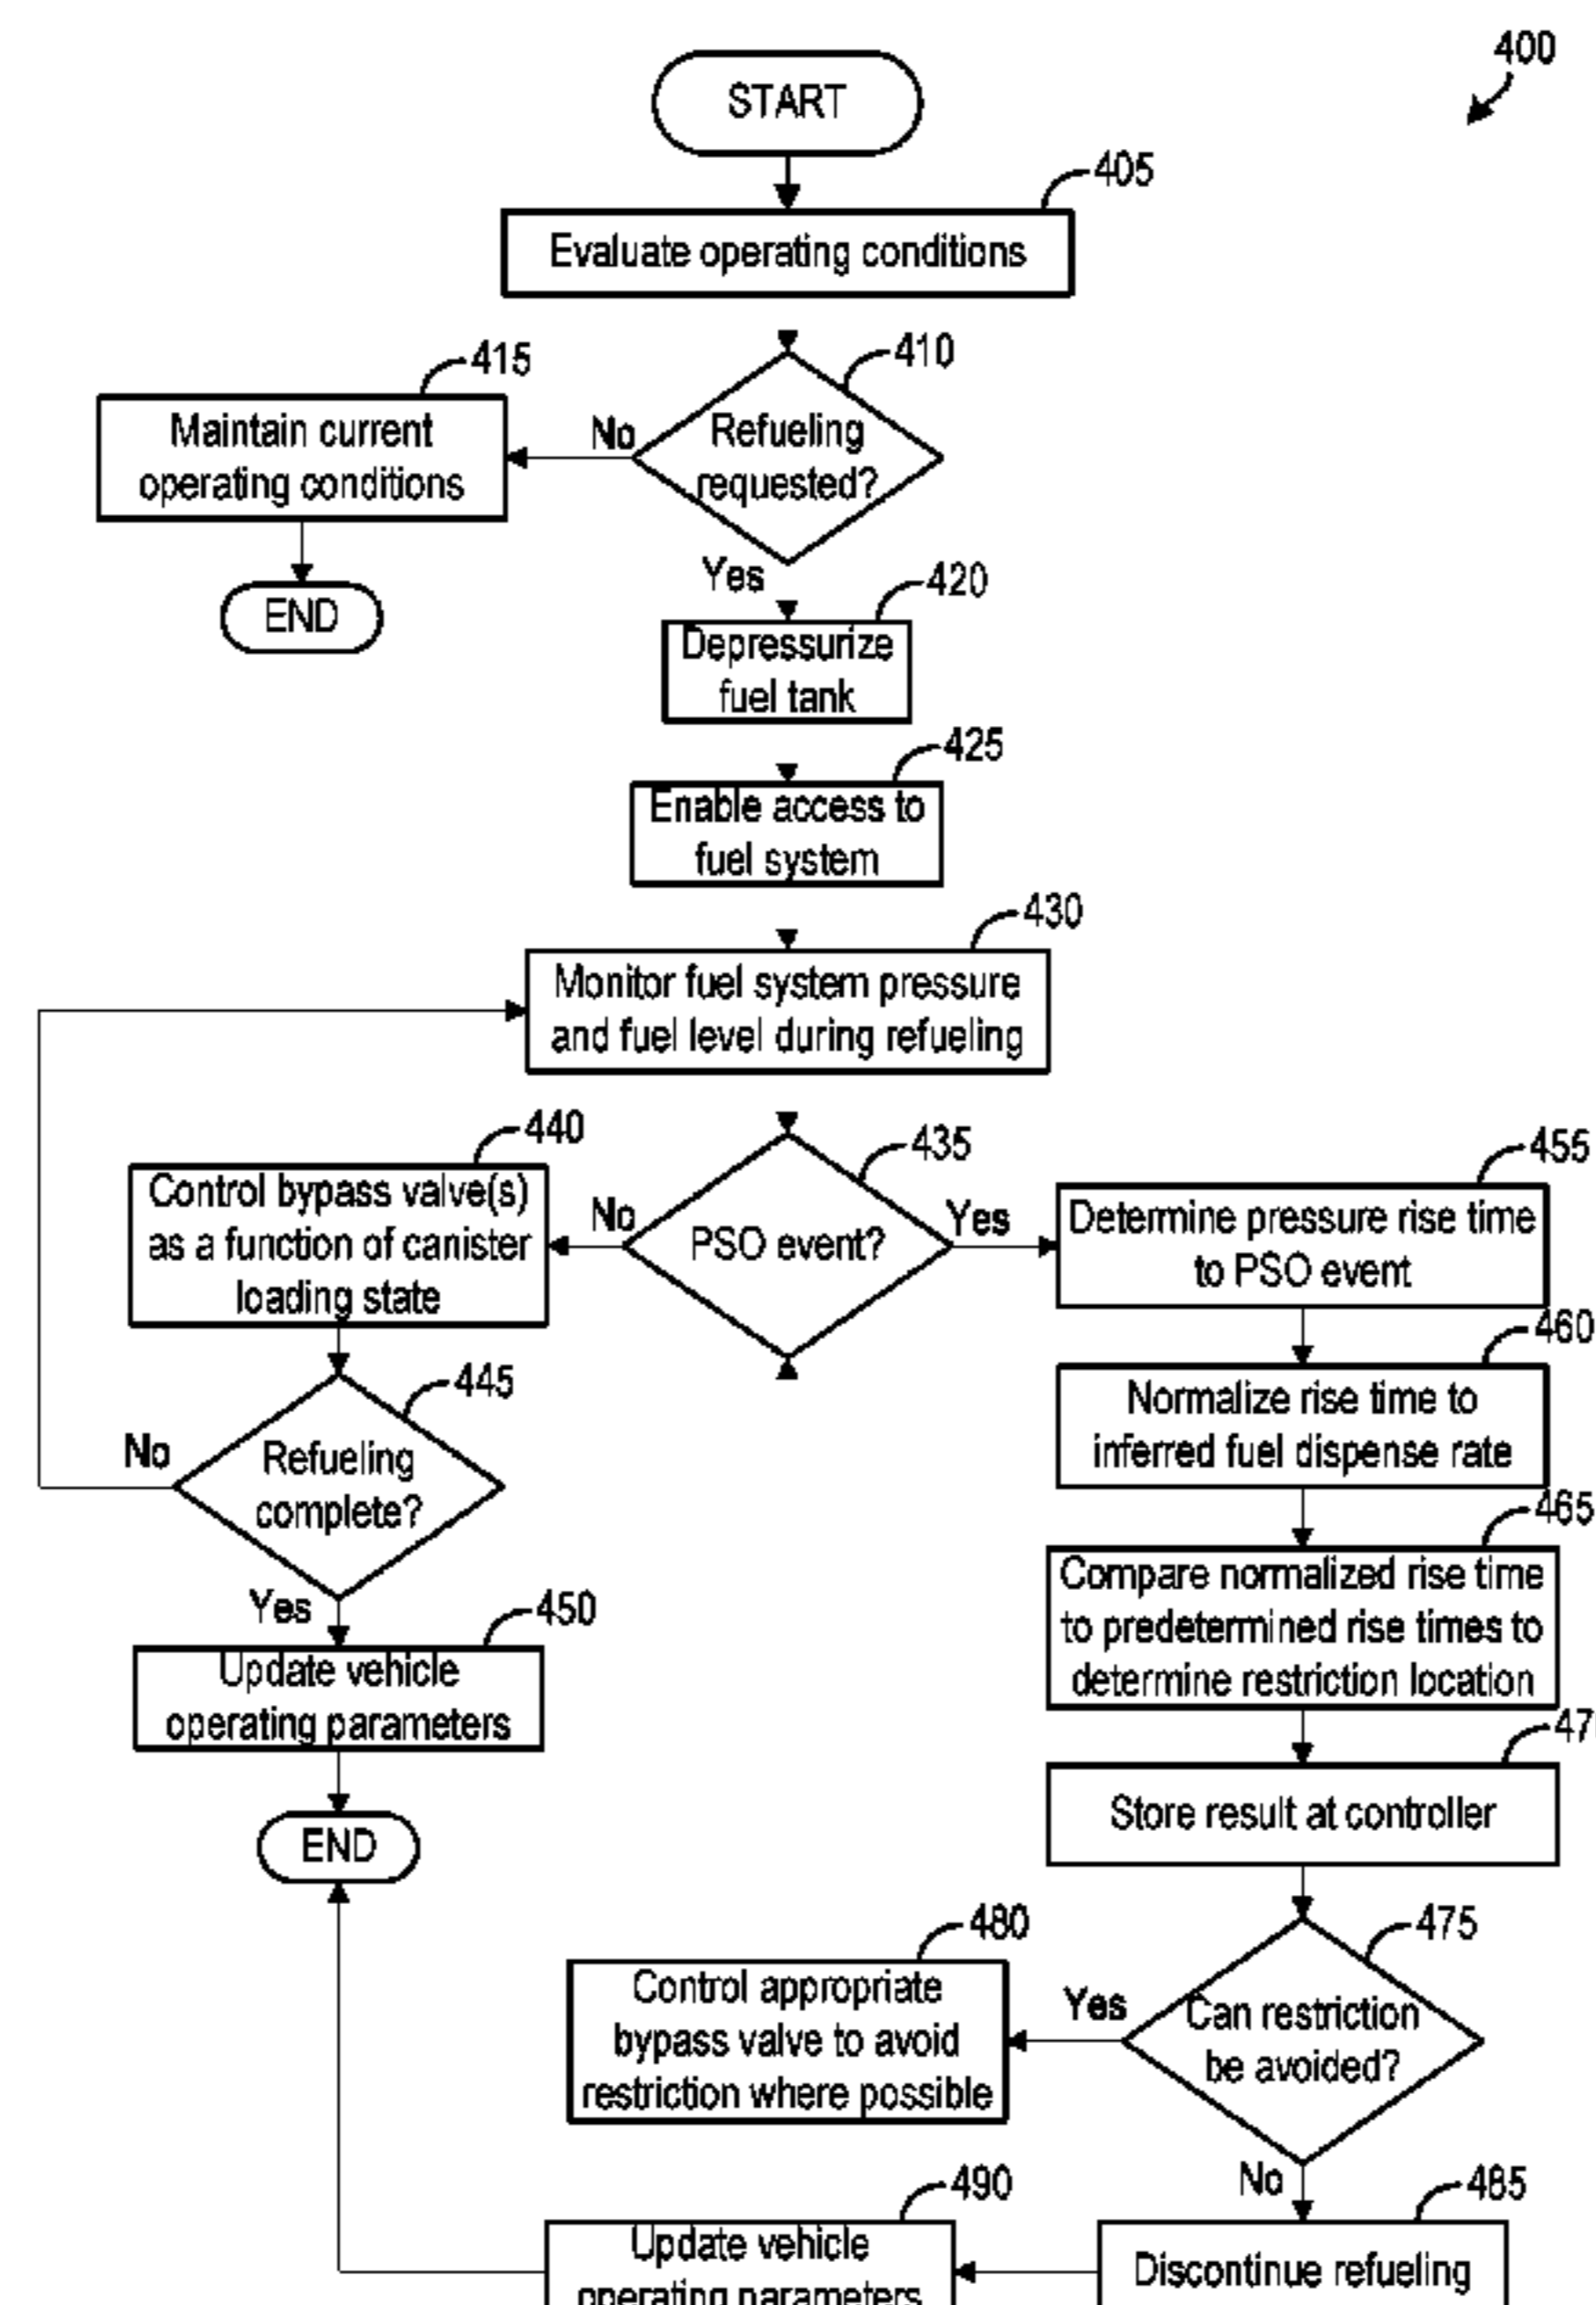 400
START
405
Evaluate operating conditions
410
415
Refueling
requested?
No
Maintain current
operating conditions
END
Yes
420
Depressurize
fuel tank
425
Enable access to
fuel system
430
Monitor fuel system pressure
and fuel level during refueling
435
PSO event?
No
Yes
440
Control bypass valve(s)
as a function of canister
loading state
445
Refueling
complete?
No
Yes
450
Update vehicle
operating parameters
END
455
Determine pressure rise time
to PSO event
460
Normalize rise time to
inferred fuel dispense rate
465
Compare normalized rise time
to predetermined rise times to
determine restriction location
47
Store result at controller
475
Can restriction
be avoided?
Yes
480
Control appropriate
bypass valve to avoid
restriction where possible
No
485
Discontinue refueling
490
Update vehicle
operating parameters